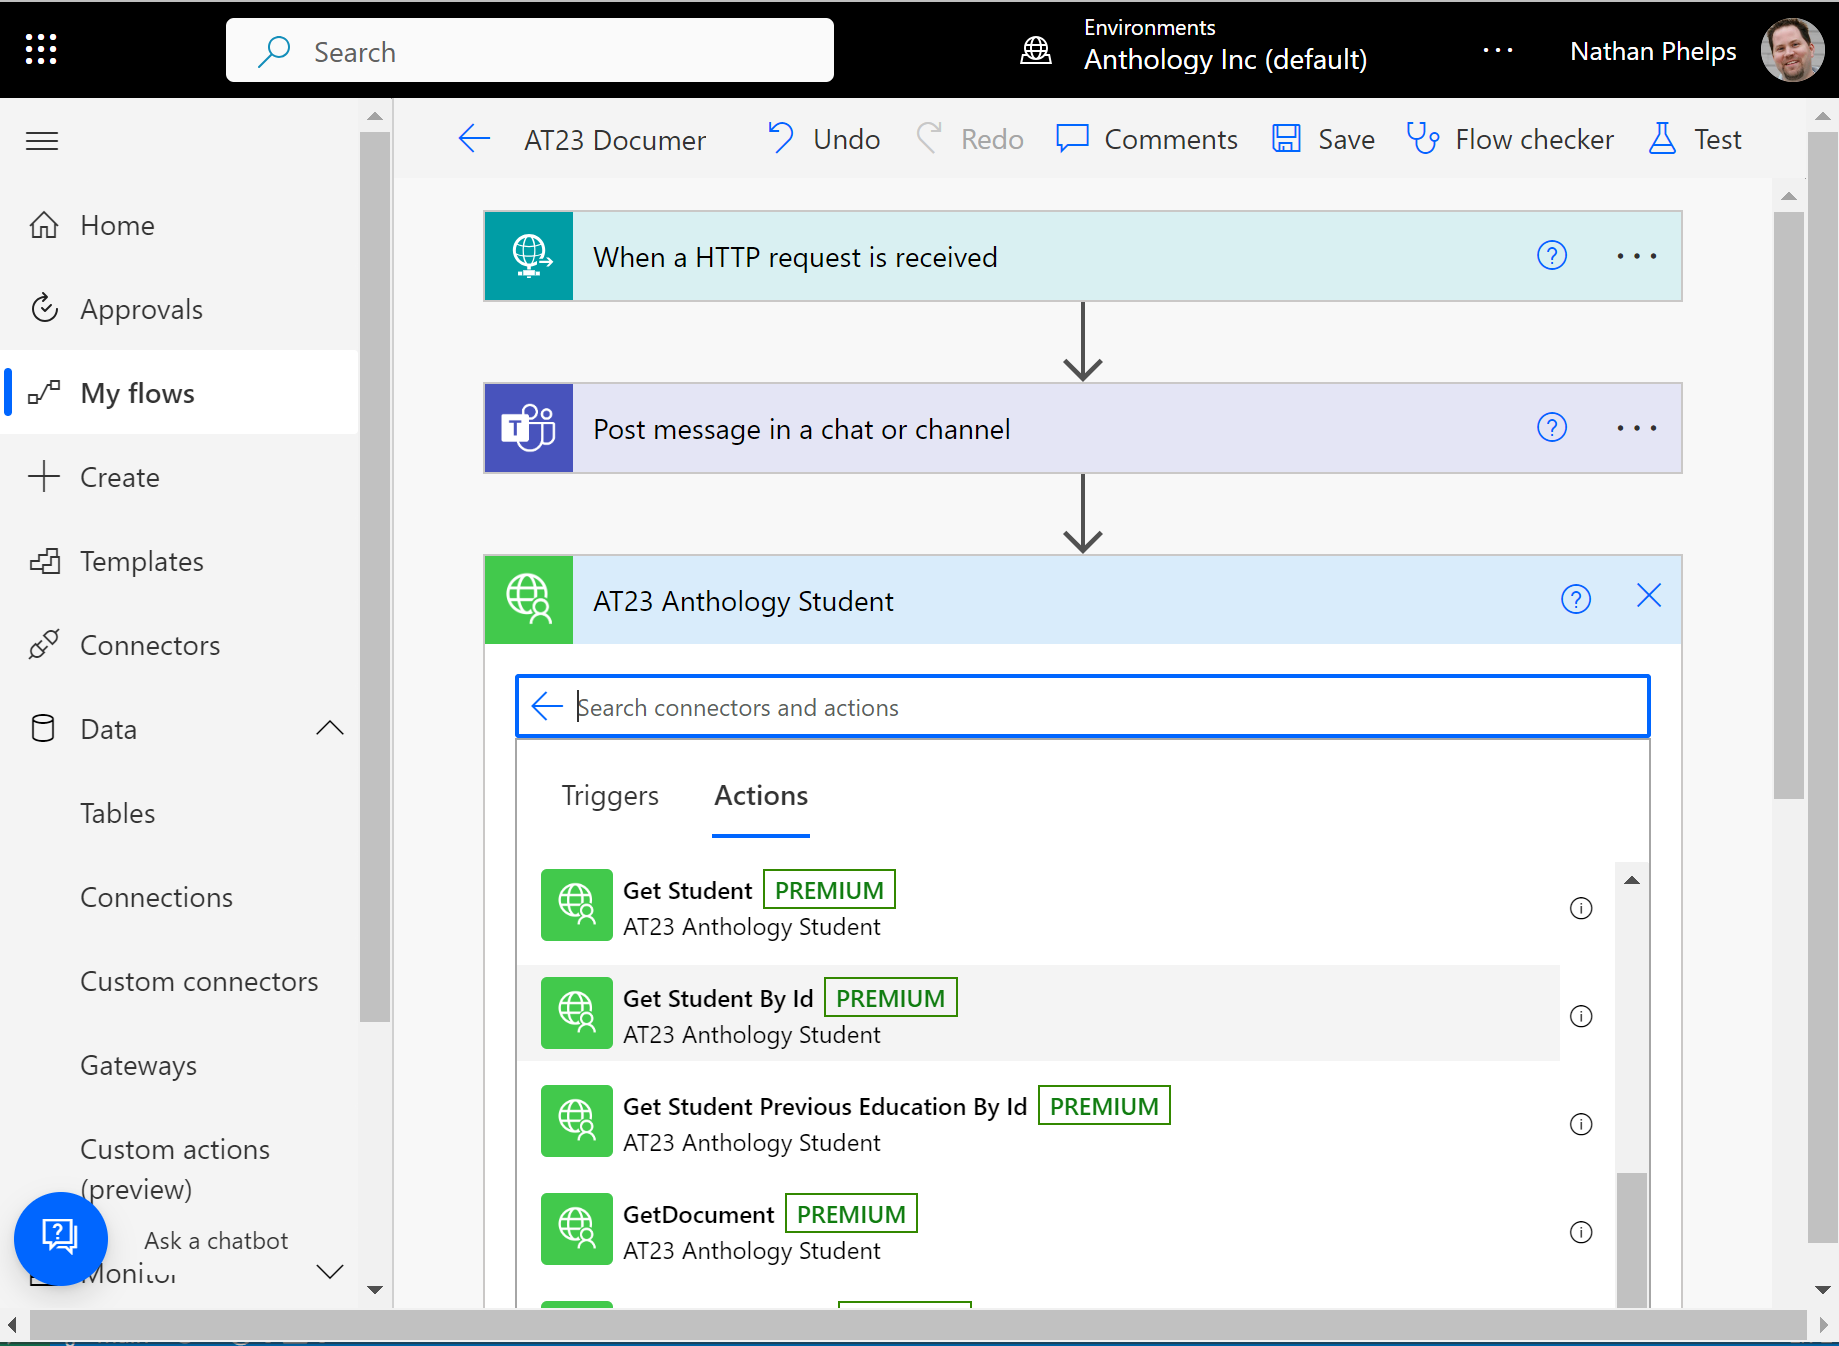 Search
Environments
Anthology Inc (default)
...
Nathan Phelps
AT23 Documer
Undo
Redo
Comments
Save
Flow checker
Test
Home
Approvals
My flows
Create
Templates
Connectors
Data
Tables
Connections
Custom connectors
Gateways
Custom actions
(preview)
Ask a chatbot
Monitor
When a HTTP request is received
T
Post message in a chat or channel
AT23 Anthology Student
Search connectors and actions
Triggers
Actions
Get Student PREMIUM
AT23 Anthology Student
Get Student By Id PREMIUM
AT23 Anthology Student
Get Student Previous Education By Id PREMIUM
AT23 Anthology Student
GetDocument PREMIUM
AT23 Anthology Student